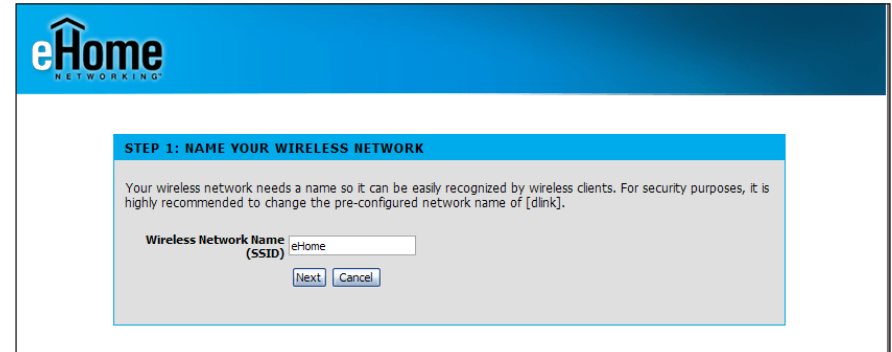 eHome
NETWORKING
STEP 1: NAME YOUR WIRELESS NETWORK
Your wireless network needs a name so it can be easily recognized by wireless clients. For security purposes, it is
highly recommended to change the pre-configured network name of [dlink].
Wireless Network Name eHome
(SSID)
Next Cancel